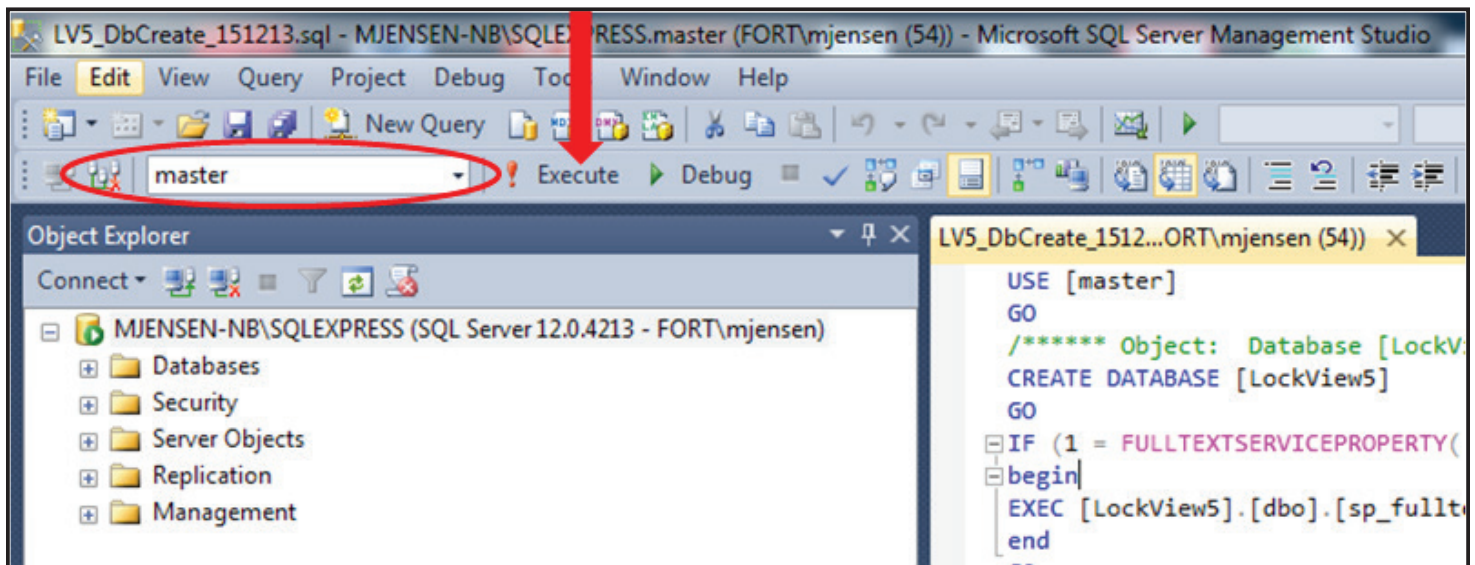 LV5_DbCreate_151213.sql - MJENSEN-NB\SQLEXPRESS.master (FORT\mjensen (54)) - Microsoft SQL Server Management Studio
File Edit View Query Project Debug Window Help
New Query
master Execute Debug
Object Explorer
LV5_DbCreate_1512...ORT\mjensen (54))
Connect
MJENSEN-NB\SQLEXPRESS (SQL Server 12.0.4213 - FORT\mjensen)
Databases
Security
Server Objects
Replication
Management
USE [master]
GO
/****** Object: Database [LockV
CREATE DATABASE [LockView5]
GO
IF (1 = FULLTEXTSERVICEPROPERTY(
begin
EXEC [LockView5].[dbo].[sp_fullt
end